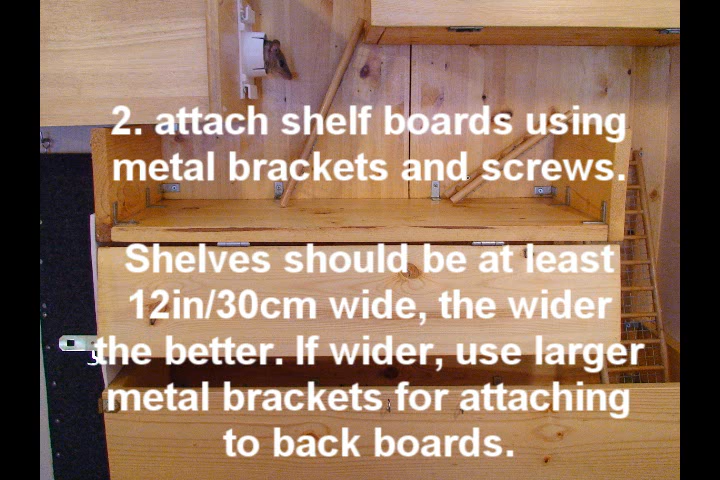 2. attach shelf boards using
metal brackets and screws.
Shelves should be at least
12in/30cm wide, the wider
the better. If wider, use larger
metal brackets for attaching
to back boards.